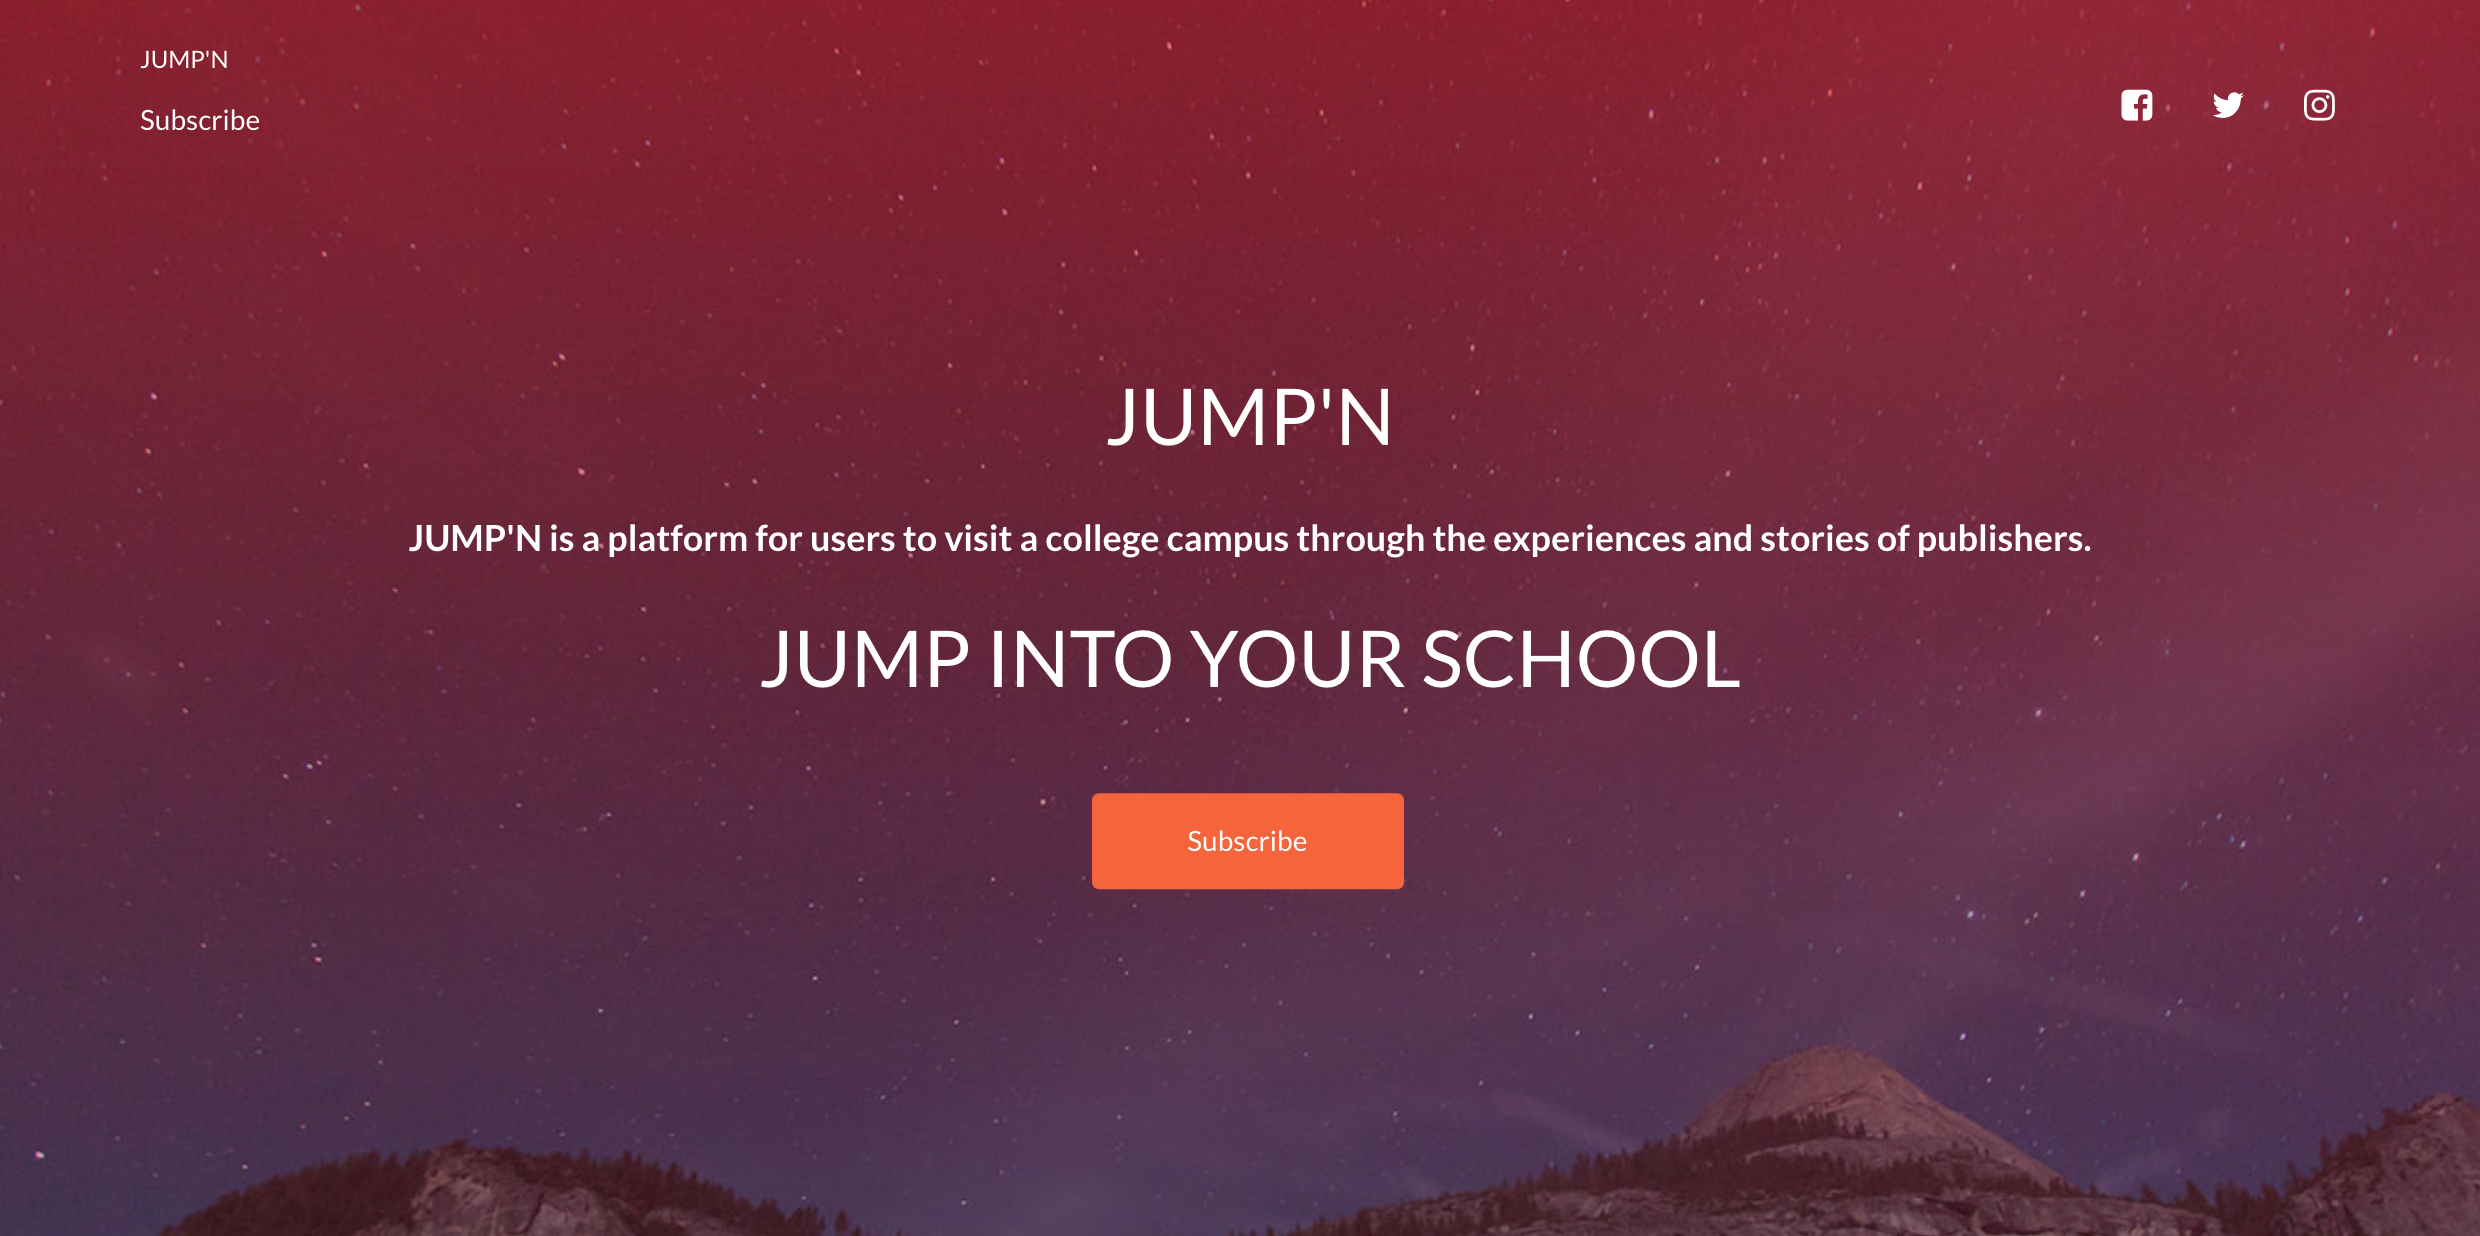 JUMP'N
Subscribe
JUMP'N
JUMP'N is a platform for users to visit a college campus through the experiences and stories of publishers.
JUMP INTO YOUR SCHOOL
Subscribe